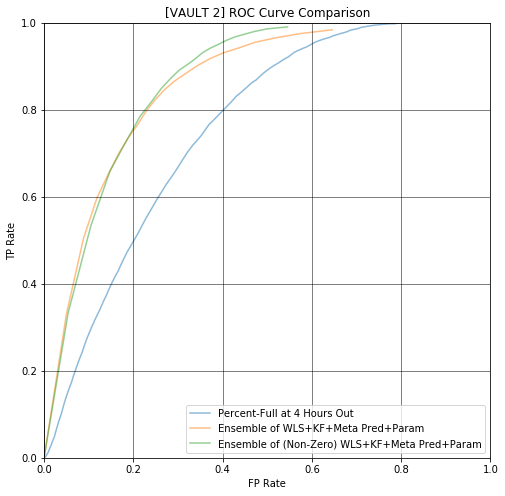 [VAULT 2] ROC Curve Comparison
1.0
0.8
0.6
0.4
0.2
0.0
TP Rate
0.0 0.2 0.4 0.6 0.8 1.0
FP Rate
Percent-Full at 4 Hours Out
Ensemble of WLS+KF+Meta Pred+Param
Ensemble of (Non-Zero) WLS+KF+Meta Pred+Param